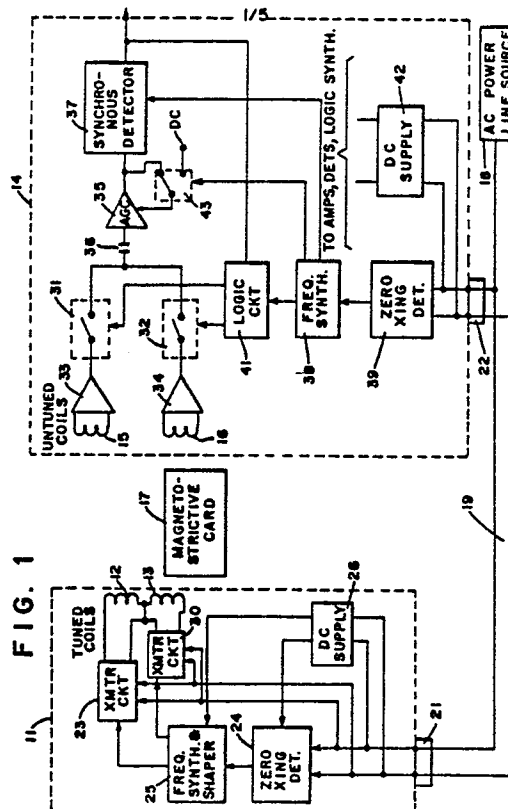 FIG. 1
1/5
11
TUNED
COILS
12
13
23
XMTR
CKT
XMTR
CKT
30
25
FREQ.
SYNTH. &
SHAPER
24
ZERO
XING
DET.
DC
SUPPLY
26
21
17
MAGNETO-
STRICTIVE
CARD
14
UNTUNED
COILS
15
33
31
16
34
32
36
AGC
35
43
DC
37
SYNCHRO-
NOUS
DETECTOR
LOGIC
CKT
41
FREQ.
SYNTH.
38
ZERO
XING
DET.
39
TO AMPS, DETS, LOGIC SYNTH.
DC
SUPPLY
42
22
19
18
AC POWER
LINE SOURCE